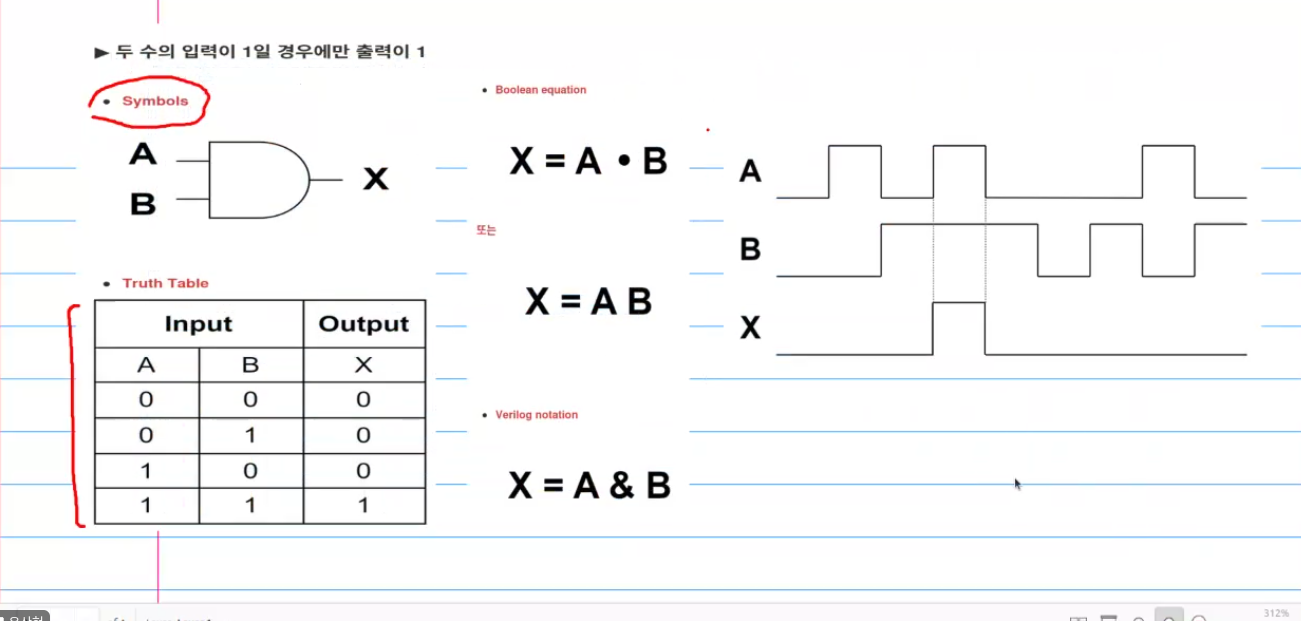 ▶ 두 수의 입력이 1일 경우에만 출력이 1
• Symbols
A
B
X
• Truth Table
Input Output
A B X
0 0 0
0 1 0
1 0 0
1 1 1
• Boolean equation
X = A • B
또는
X = A B
• Verilog notation
X = A & B
A
B
X
312%